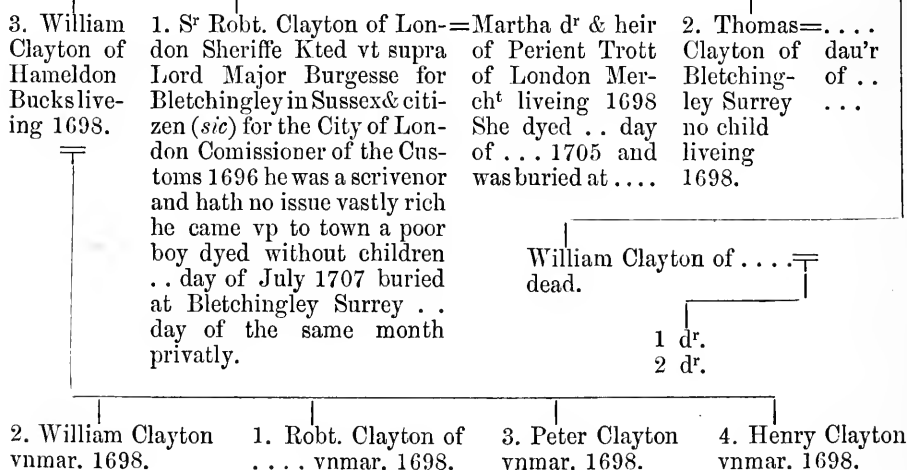 3. William
Clayton of
Hameldon
Bucks live-
ing 1698.
1. Sʳ Robt. Clayton of Lon-
don Sheriffe Kted vt supra
Lord Major Burgesse for
Bletchingley in Sussex & citi-
zen (sic) for the City of Lon-
don Comissioner of the Cus-
toms 1696 he was a scrivenor
and hath no issue vastly rich
he came vp to town a poor
boy dyed without children
. . day of July 1707 buried
at Bletchingley Surrey . .
day of the same month
privatly.
=Martha dʳ & heir
of Perient Trott
of London Mer-
chᵗ liveing 1698
She dyed . . day
of . . . 1705 and
was buried at . . . .
2. Thomas=. . . .
Clayton of dau'r
Bletching- of . .
ley Surrey . . .
no child
liveing
1698.
William Clayton of . . . .=
dead.
1 dʳ.
2 dʳ.
2. William Clayton
vnmar. 1698.
1. Robt. Clayton of
. . . . vnmar. 1698.
3. Peter Clayton
vnmar. 1698.
4. Henry Clayton
vnmar. 1698.